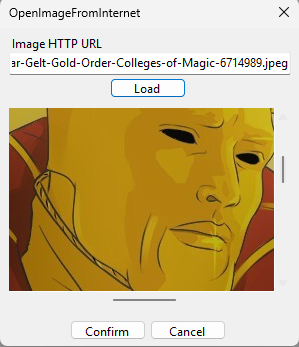 OpenImageFromInternet
Image HTTP URL
ar-Gelt-Gold-Order-Colleges-of-Magic-6714989.jpeg
Load
Confirm
Cancel